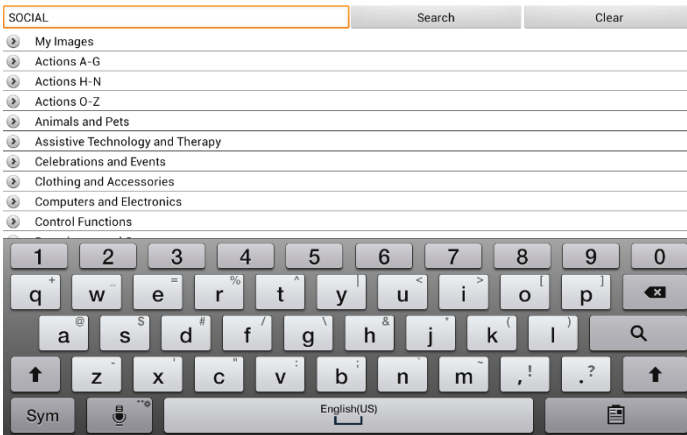 SOCIAL Search Clear
My Images
Actions A-G
Actions H-N
Actions O-Z
Animals and Pets
Assistive Technology and Therapy
Celebrations and Events
Clothing and Accessories
Computers and Electronics
Control Functions
1 2 3 4 5 6 7 8 9 0
q + w _ e = r % t ^ y | u < i > o [ p ]
a @ s $ d # f / g \ h & j * k ( l )
z - x ' c " v : b ; n ` m ~ , ! . ?
Sym English(US)